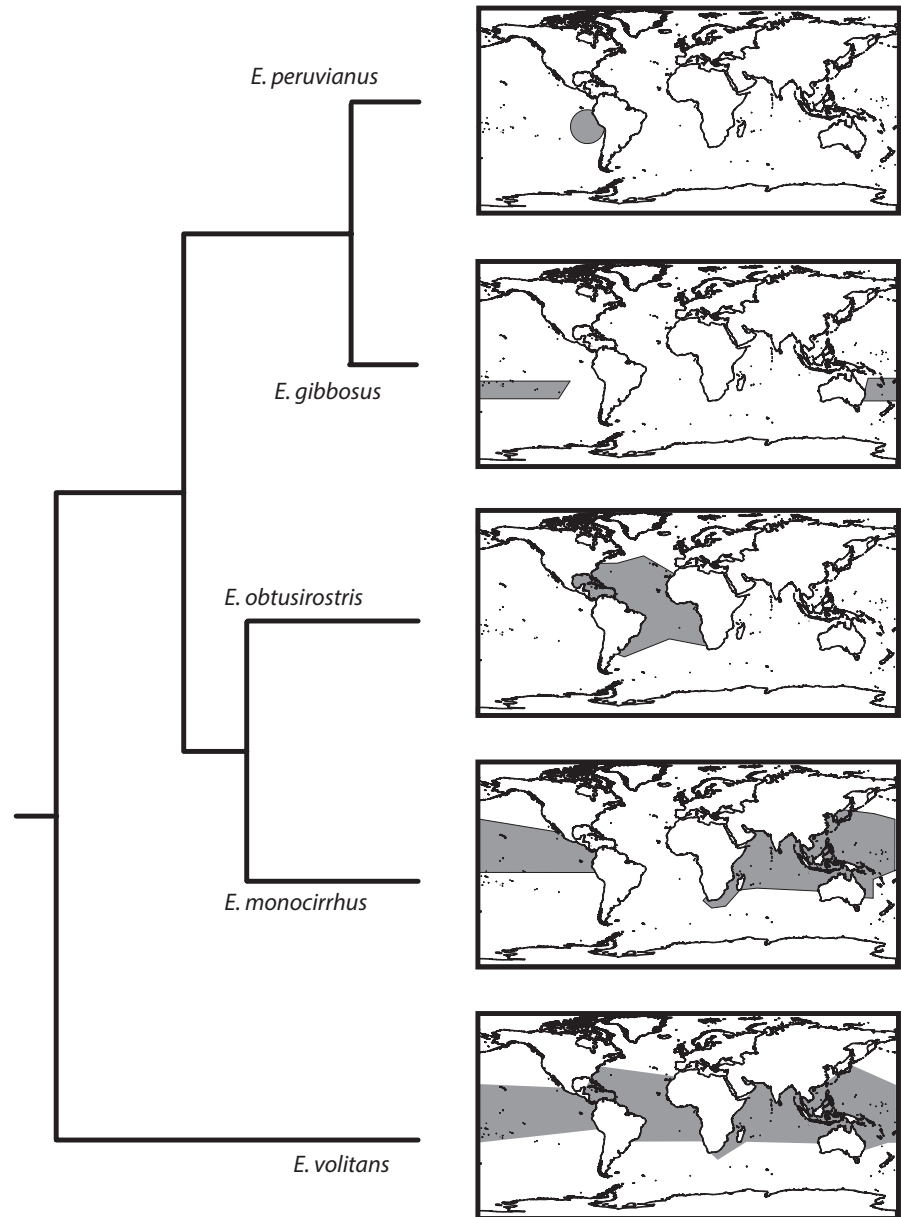 E. peruvianus
E. gibbosus
E. obtusirostris
E. monocirrhus
E. volitans